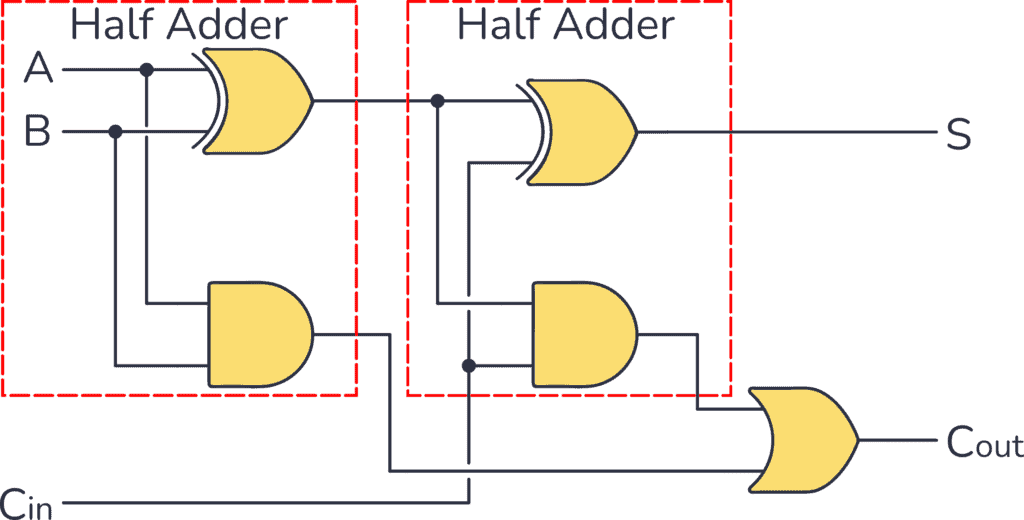 Half Adder
Half Adder
A
B
S
Cout
Cin